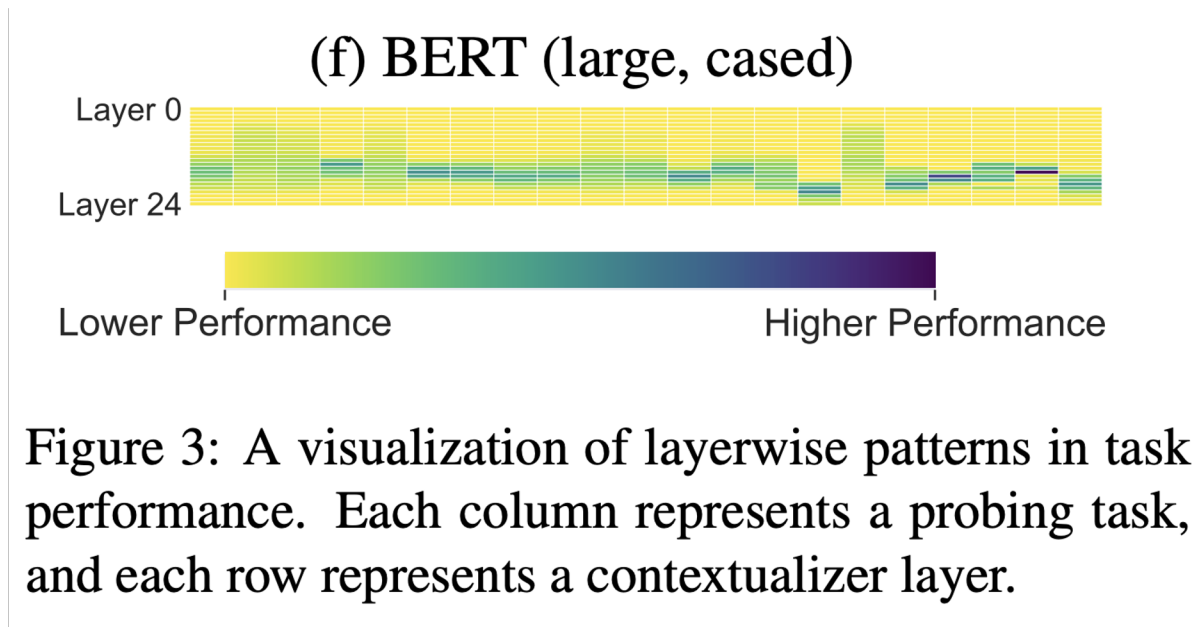 (f) BERT (large, cased)
Layer 0
Layer 24
Lower Performance
Higher Performance
Figure 3: A visualization of layerwise patterns in task
performance. Each column represents a probing task,
and each row represents a contextualizer layer.